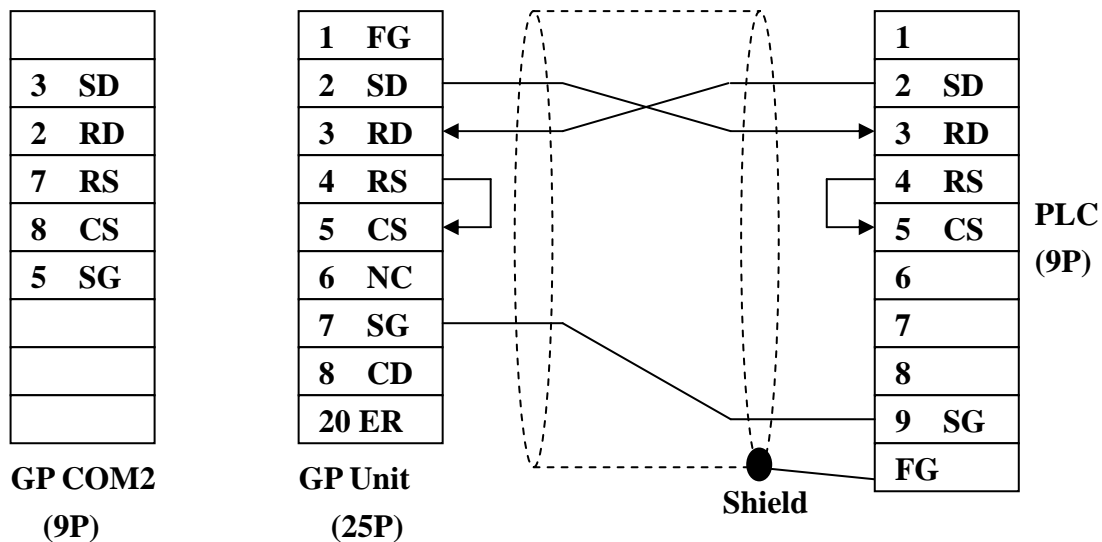 3 SD
2 RD
7 RS
8 CS
5 SG
GP COM2
(9P)
1 FG
2 SD
3 RD
4 RS
5 CS
6 NC
7 SG
8 CD
20 ER
GP Unit
(25P)
Shield
1
2 SD
3 RD
4 RS
5 CS
6
7
8
9 SG
FG
PLC
(9P)